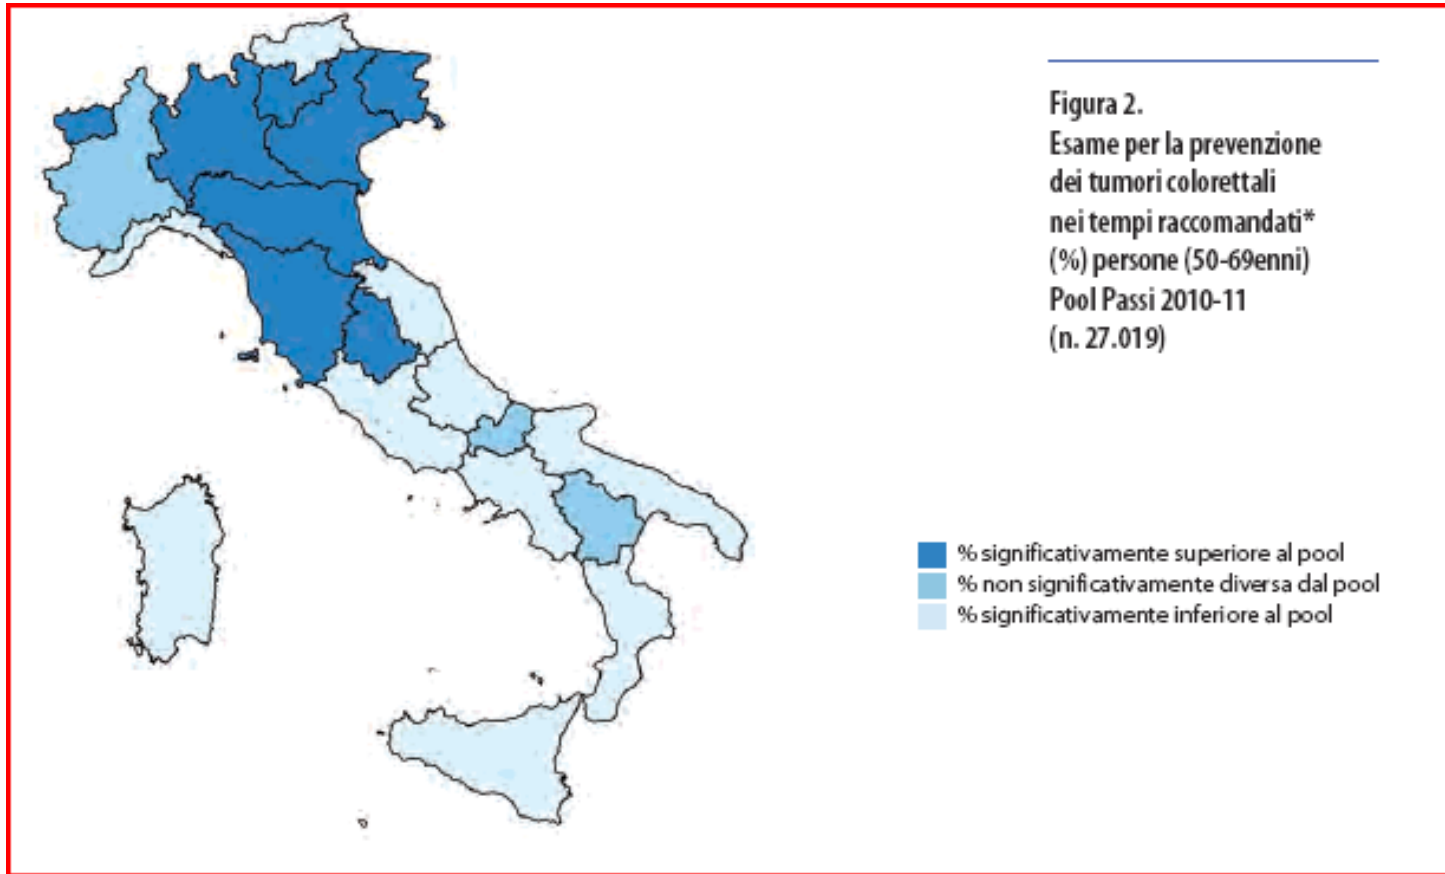 Figura 2.
Esame per la prevenzione
dei tumori colorettali
nei tempi raccomandati*
(%) persone (50-69enni)
Pool Passi 2010-11
(n. 27.019)
% significativamente superiore al pool
% non significativamente diversa dal pool
% significativamente inferiore al pool